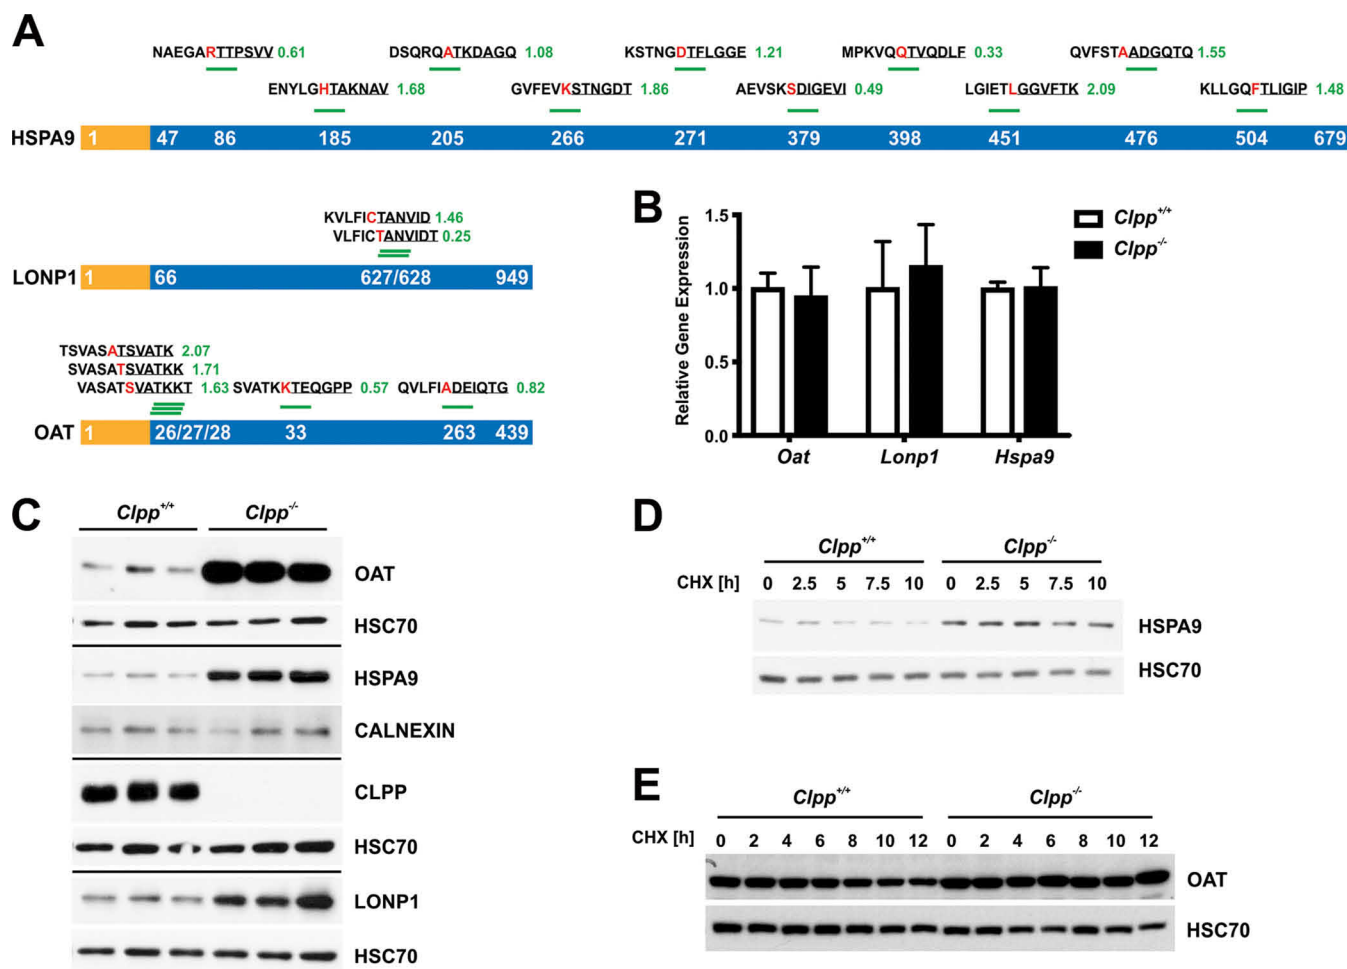 A
NAEGARTTPSVV 0.61 DSQRQATKDAGQ 1.08 KSTNGDTFLGGE 1.21 MPKVQQTVQDLF 0.33 QVFSTAADGQTQ 1.55
ENYLGHTAKNAV 1.68 GVFEVKSTNGDT 1.86 AEVSKSDIGEVI 0.49 LGIETLGGVFTK 2.09 KLLGQFTLIGIP 1.48
HSPA9 1 47 86 185 205 266 271 379 398 451 476 504 679
KVLFICTANVID 1.46
VLFICTANVIDT 0.25
LONP1 1 66 627/628 949
TSVASATSVATK 2.07
SVASATSVATKK 1.71
VASATSVATKKT 1.63 SVATKKTEQGPP 0.57 QVLFIADEIQTG 0.82
OAT 1 26/27/28 33 263 439
B
Relative Gene Expression
1.5
1.0
0.5
0.0
Oat Lonp1 Hspa9
Clpp+/+
Clpp-/-
C
Clpp+/+ Clpp-/-
OAT
HSC70
HSPA9
CALNEXIN
CLPP
HSC70
LONP1
HSC70
D
Clpp+/+ Clpp-/-
CHX [h] 0 2.5 5 7.5 10 0 2.5 5 7.5 10
HSPA9
HSC70
E
Clpp+/+ Clpp-/-
CHX [h] 0 2 4 6 8 10 12 0 2 4 6 8 10 12
OAT
HSC70